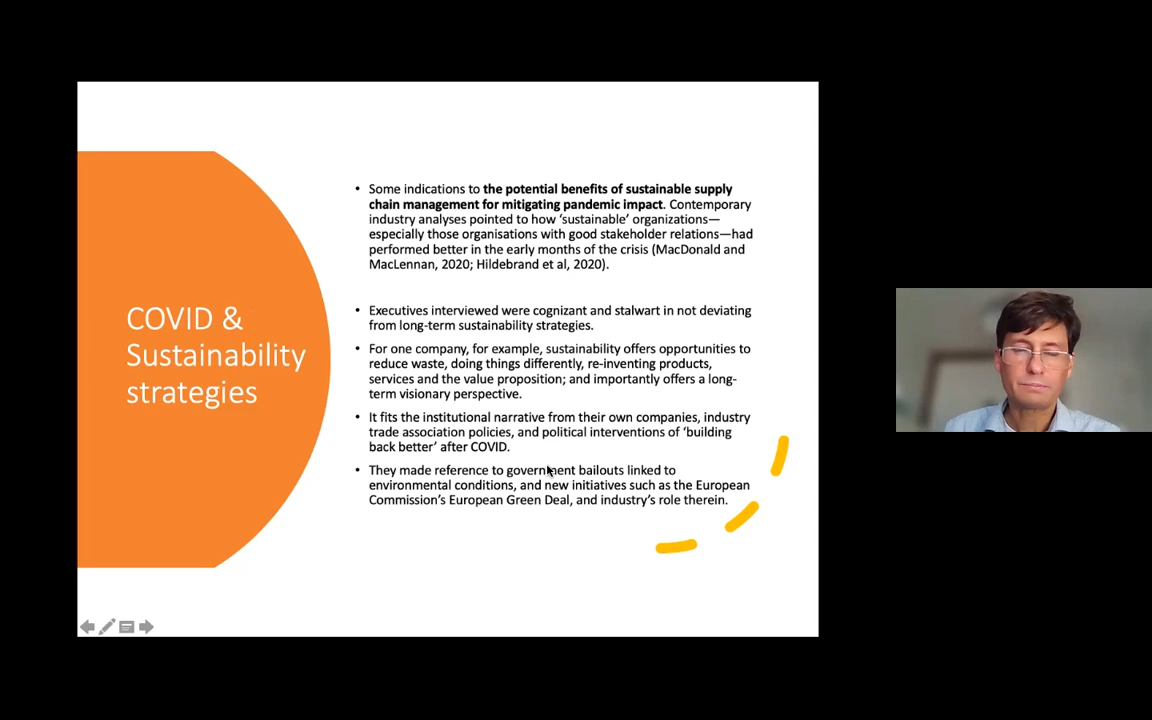 COVID &
Sustainability
strategies
• Some indications to the potential benefits of sustainable supply
chain management for mitigating pandemic impact. Contemporary
industry analyses pointed to how ‘sustainable’ organizations—
especially those organisations with good stakeholder relations—had
performed better in the early months of the crisis (MacDonald and
MacLennan, 2020; Hildebrand et al, 2020).
• Executives interviewed were cognizant and stalwart in not deviating
from long-term sustainability strategies.
• For one company, for example, sustainability offers opportunities to
reduce waste, doing things differently, re-inventing products,
services and the value proposition; and importantly offers a long-
term visionary perspective.
• It fits the institutional narrative from their own companies, industry
trade association policies, and political interventions of ‘building
back better’ after COVID.
• They made reference to government bailouts linked to
environmental conditions, and new initiatives such as the European
Commission’s European Green Deal, and industry’s role therein.